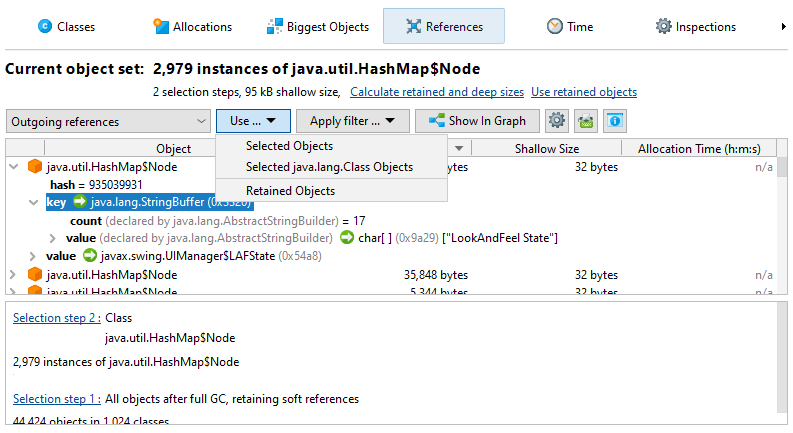 Classes Allocations Biggest Objects References Time Inspections
Current object set: 2,979 instances of java.util.HashMap$Node
2 selection steps, 95 kB shallow size, Calculate retained and deep sizes Use retained objects
Outgoing references Use ... Apply filter ... Show In Graph
Selected Objects
Selected java.lang.Class Objects
Retained Objects
Object Shallow Size Allocation Time (h:m:s)
java.util.HashMap$Node bytes 32 bytes n/a
hash = 935039931
key java.lang.StringBuffer
count (declared by java.lang.AbstractStringBuilder) = 17
value (declared by java.lang.AbstractStringBuilder) char[ ] (0x9a29) ["LookAndFeel State"]
value javax.swing.UIManager$LAFState (0x54a8)
java.util.HashMap$Node 35,848 bytes 32 bytes n/a
java.util.HashMap$Node 5,344 bytes 32 bytes n/a
Selection step 2 : Class
java.util.HashMap$Node
2,979 instances of java.util.HashMap$Node
Selection step 1 : All objects after full GC, retaining soft references
44,424 objects in 1,024 classes